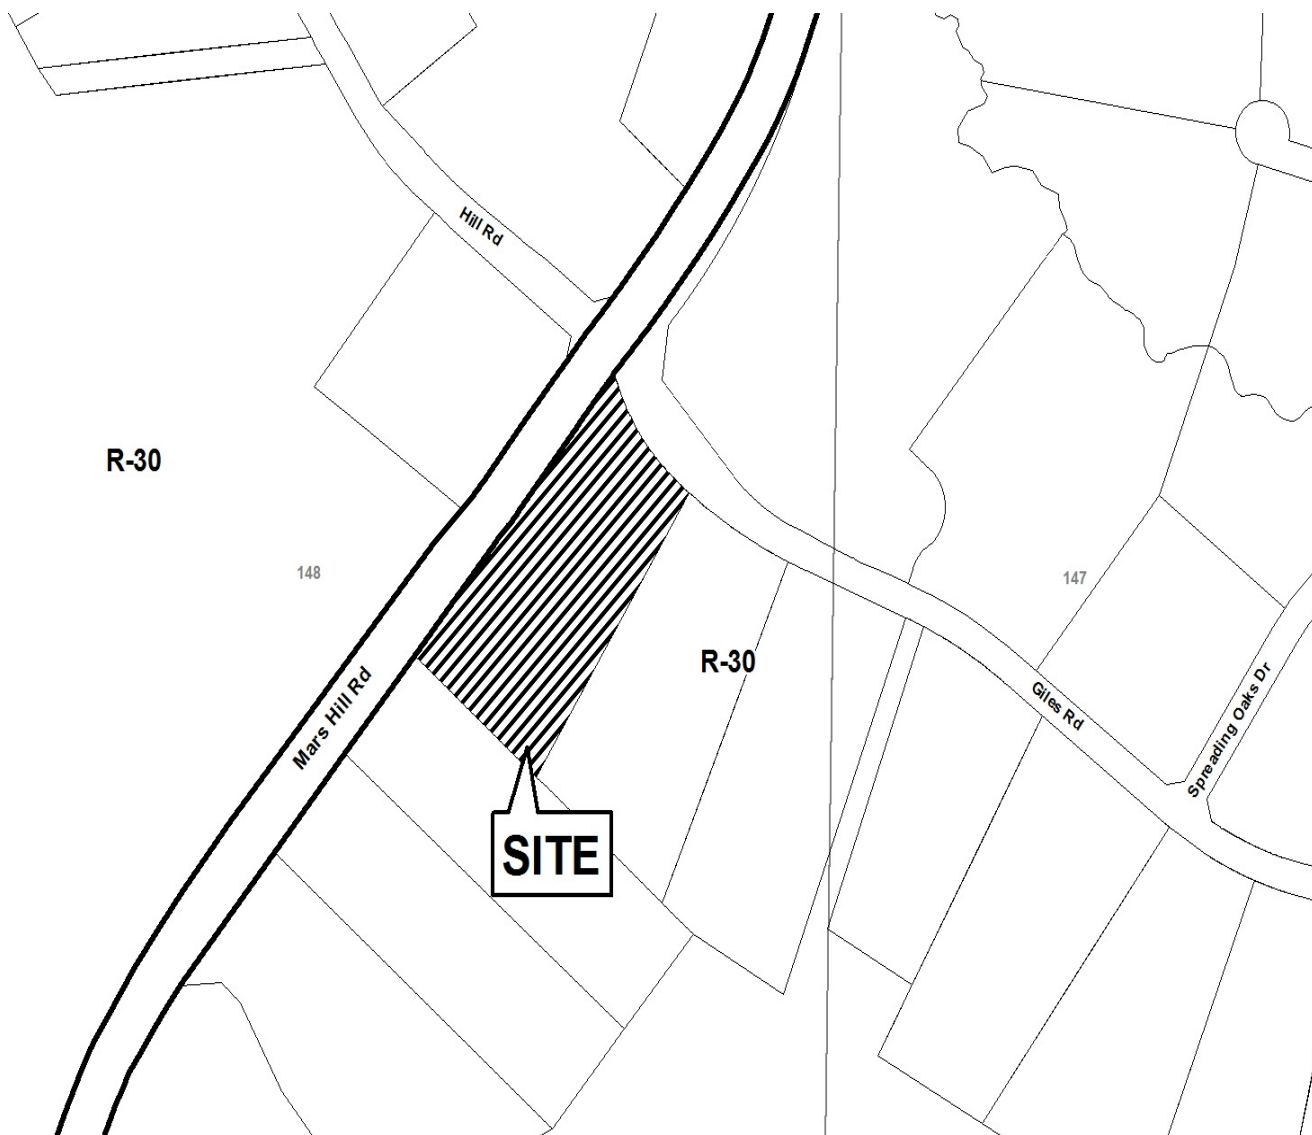 Hill Rd
R-30
148
147
R-30
Mars Hill Rd
Giles Rd
Spreading Oaks Dr
SITE